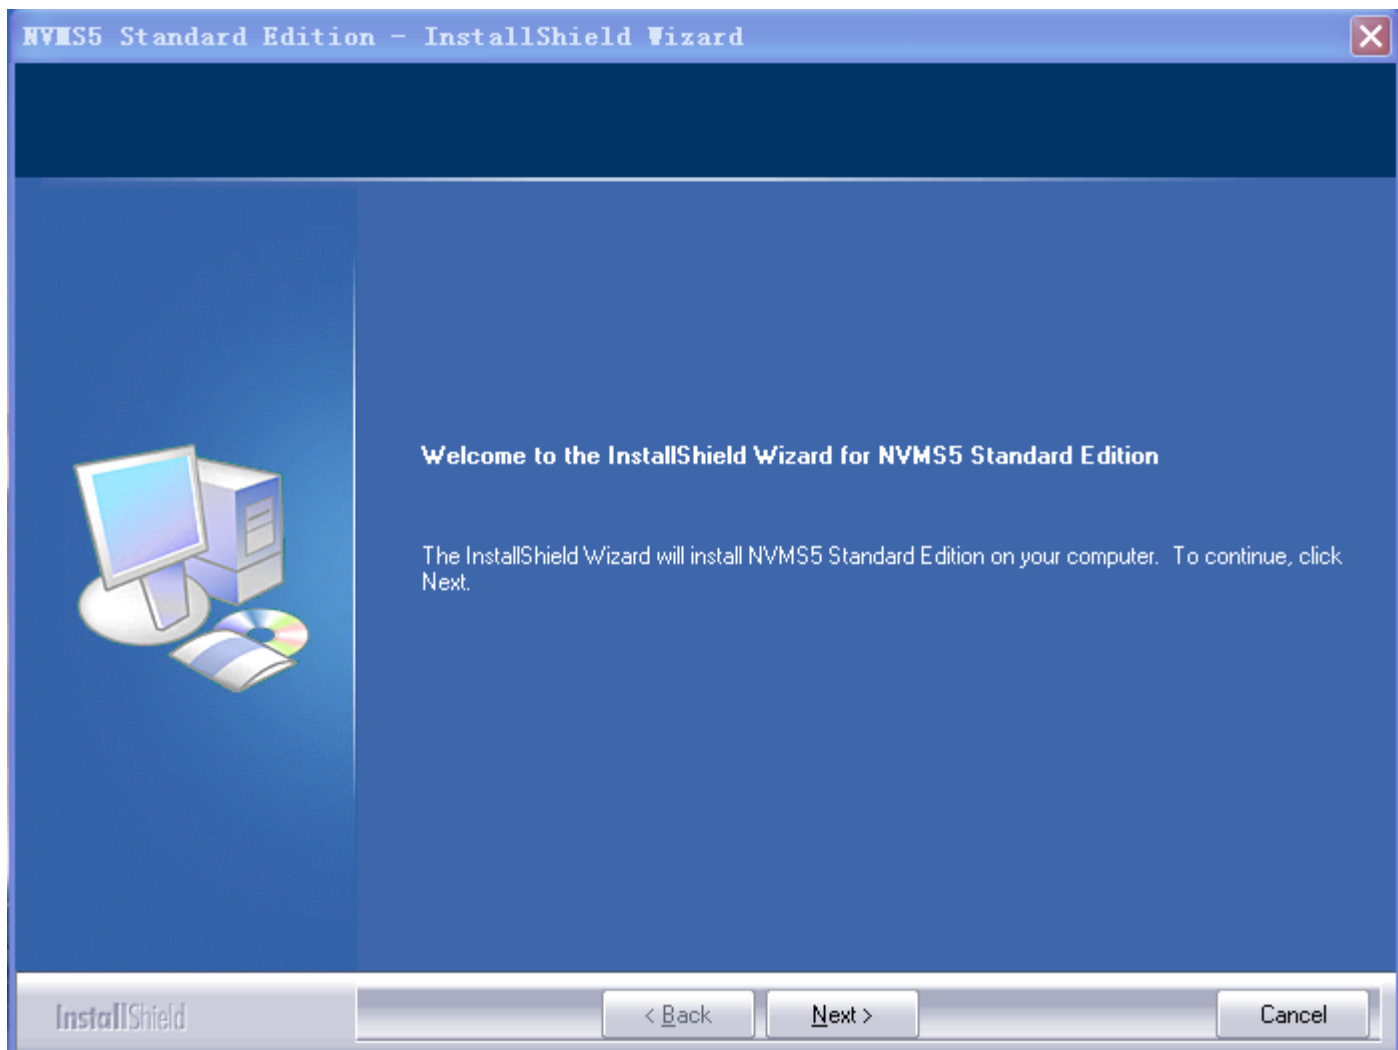 NVMS5 Standard Edition - InstallShield Wizard
Welcome to the InstallShield Wizard for NVMS5 Standard Edition
The InstallShield Wizard will install NVMS5 Standard Edition on your computer.  To continue, click
Next.
InstallShield
< Back
Next >
Cancel